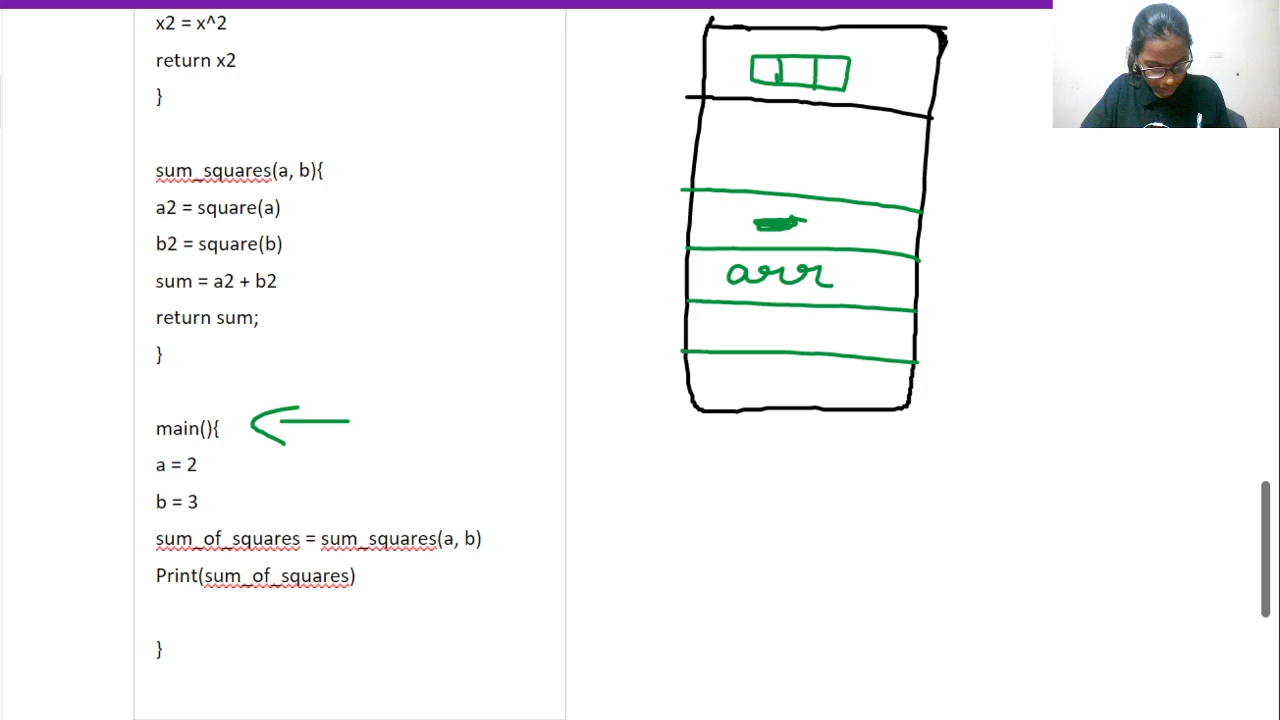 x2 = x^2
return x2
}
sum_squares(a, b){
a2 = square(a)
b2 = square(b)
sum = a2 + b2
return sum;
}
main(){
a = 2
b = 3
sum_of_squares = sum_squares(a, b)
Print(sum_of_squares)
}
arr